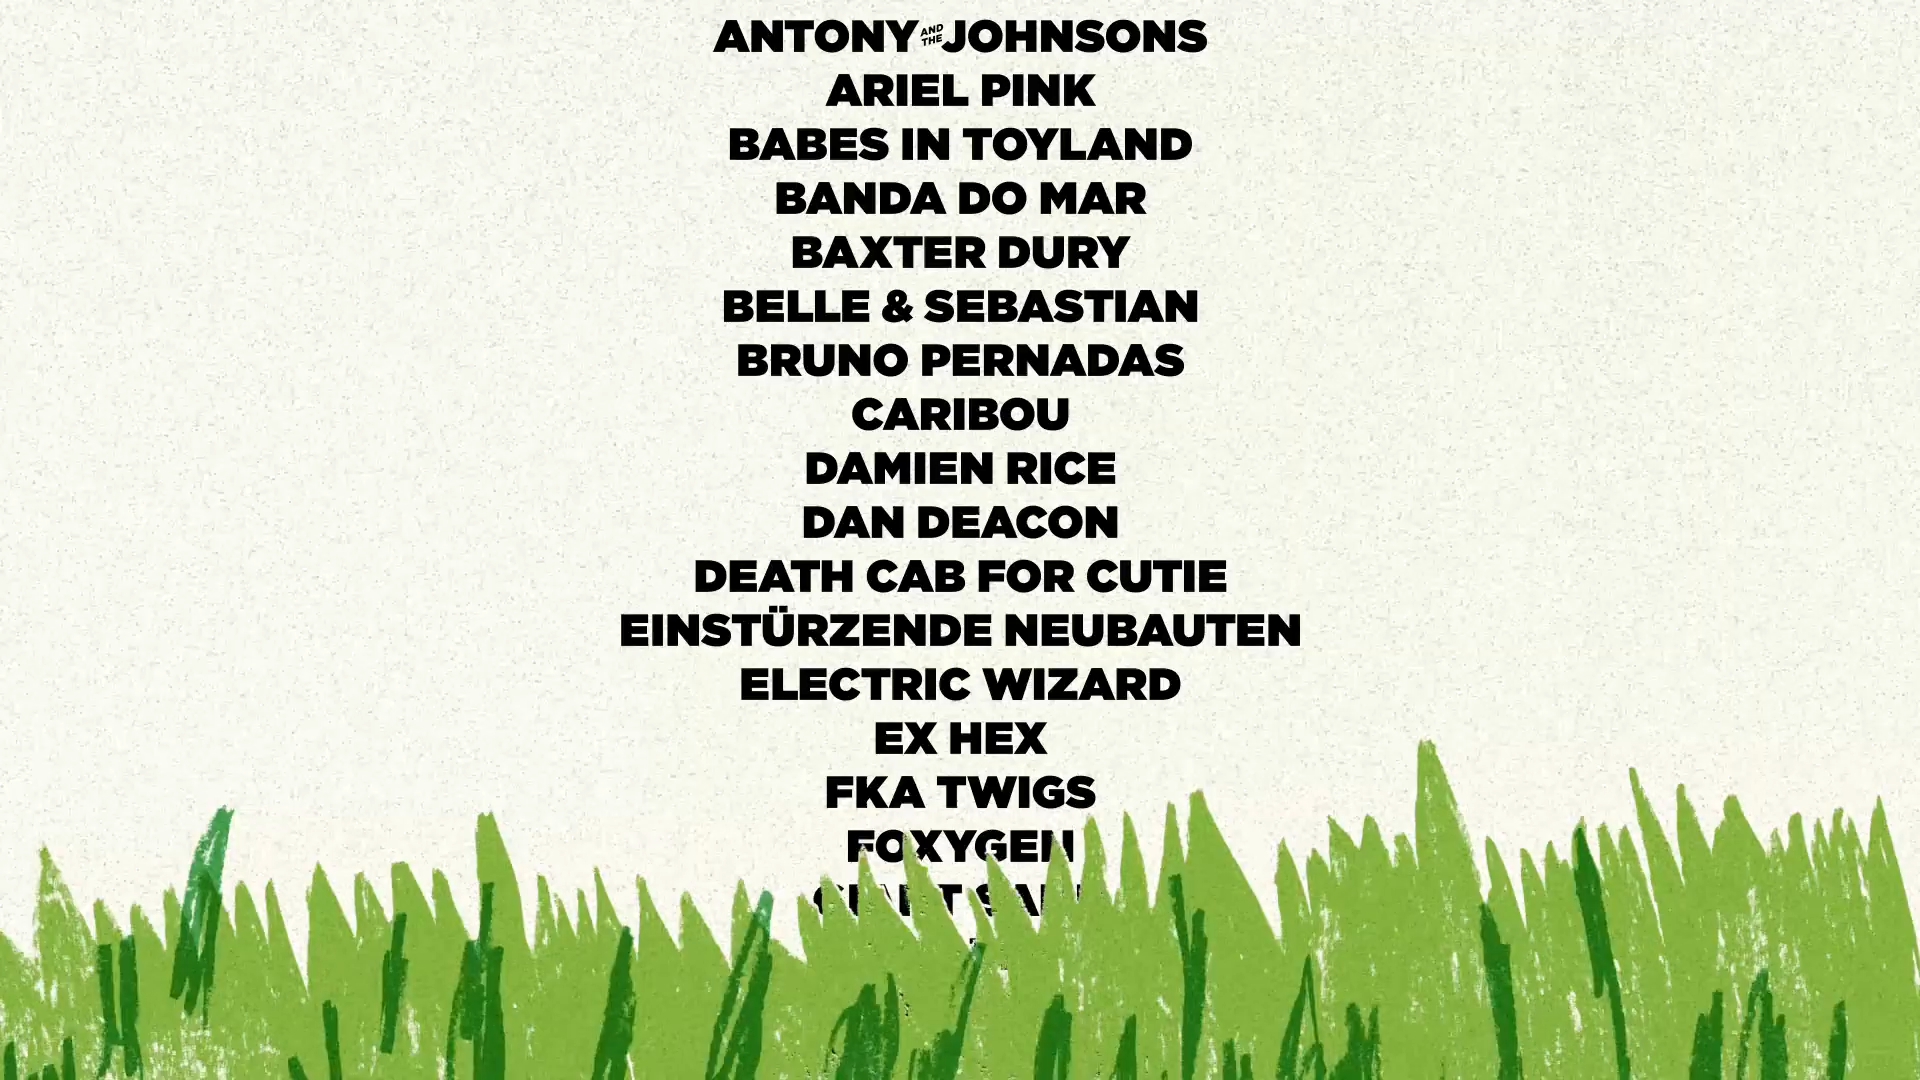 ANTONY AND THE JOHNSONS
ARIEL PINK
BABES IN TOYLAND
BANDA DO MAR
BAXTER DURY
BELLE & SEBASTIAN
BRUNO PERNADAS
CARIBOU
DAMIEN RICE
DAN DEACON
DEATH CAB FOR CUTIE
EINSTÜRZENDE NEUBAUTEN
ELECTRIC WIZARD
EX HEX
FKA TWIGS
FOXYGEN